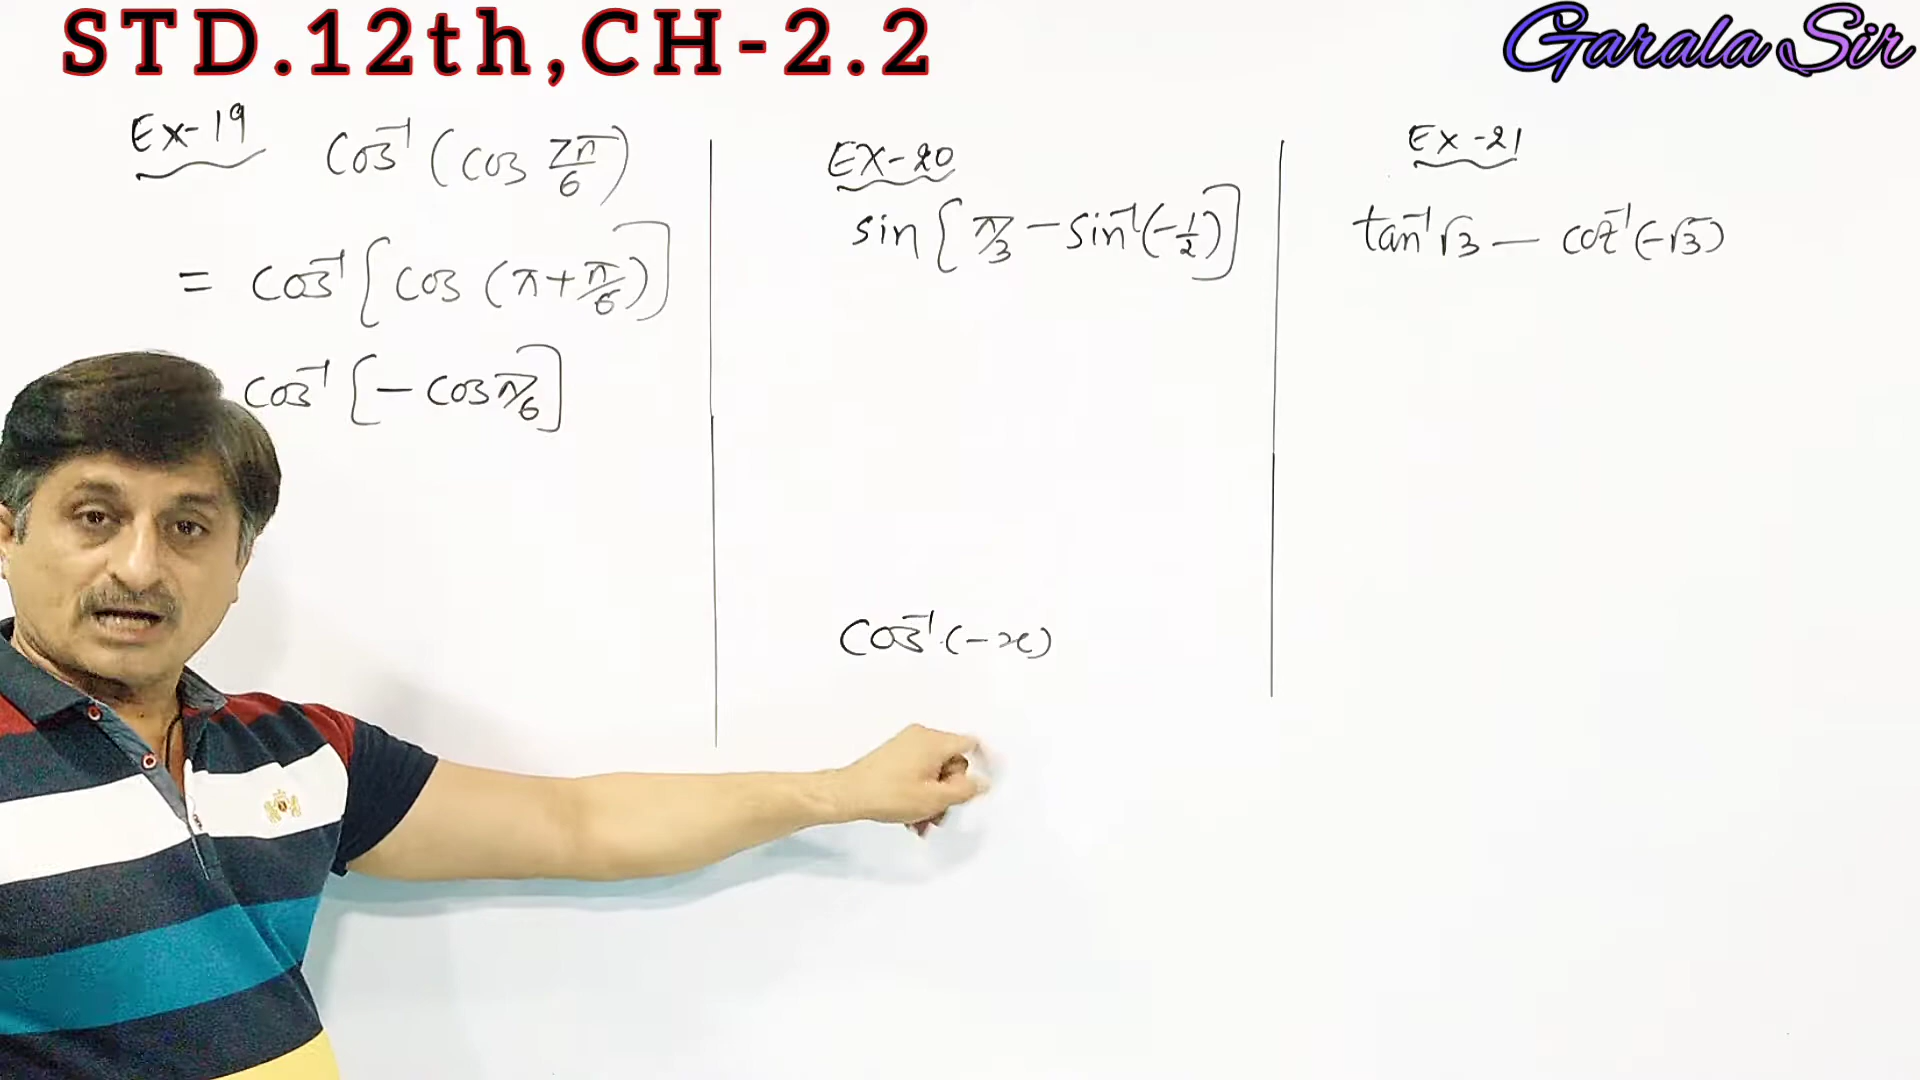 STD.12th,CH-2.2
Garala Sir
Ex-19
cos⁻¹ (cos 7π/6)
= cos⁻¹ [cos (π+π/6)]
cos⁻¹ [- cos π/6]
EX-20
sin [π/3 - sin⁻¹(-1/2)]
cos⁻¹(-x)
EX-21
tan⁻¹√3 — cot⁻¹(-√3)